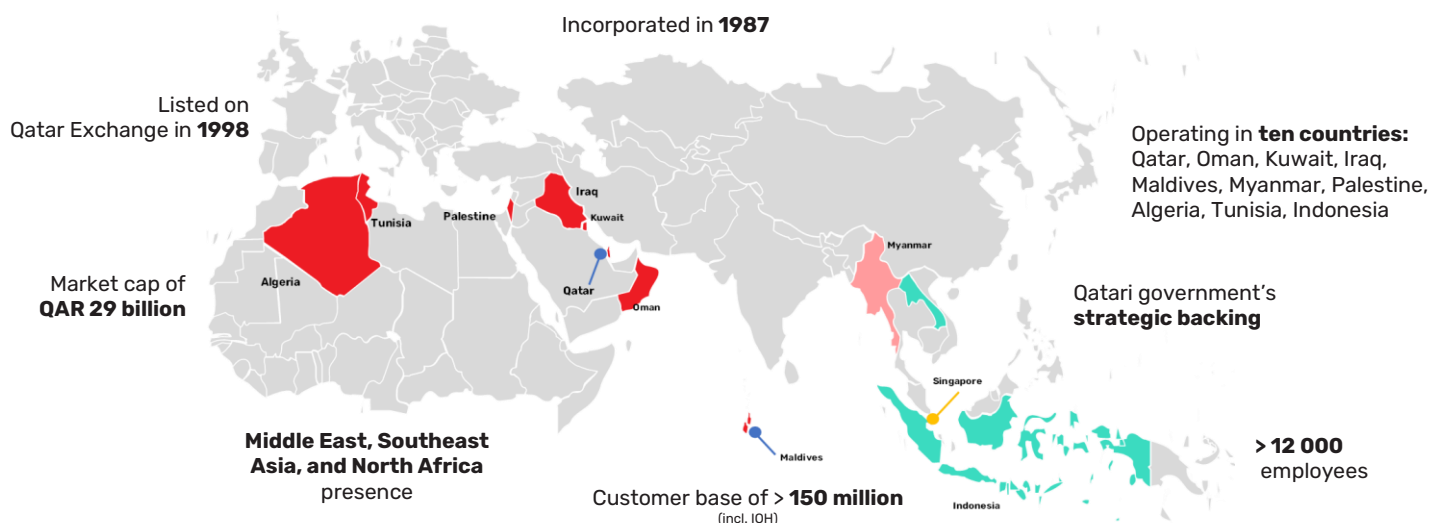 Incorporated in 1987
Listed on
Qatar Exchange in 1998
Operating in ten countries:
Qatar, Oman, Kuwait, Iraq,
Maldives, Myanmar, Palestine,
Algeria, Tunisia, Indonesia
Iraq
Palestine
Kuwait
Tunisia
Myanmar
Market cap of
QAR 29 billion
Algeria
Qatar
Oman
Qatari government’s
strategic backing
Singapore
Middle East, Southeast
Asia, and North Africa
presence
Maldives
> 12 000
employees
Customer base of > 150 million
(incl. IOH)
Indonesia